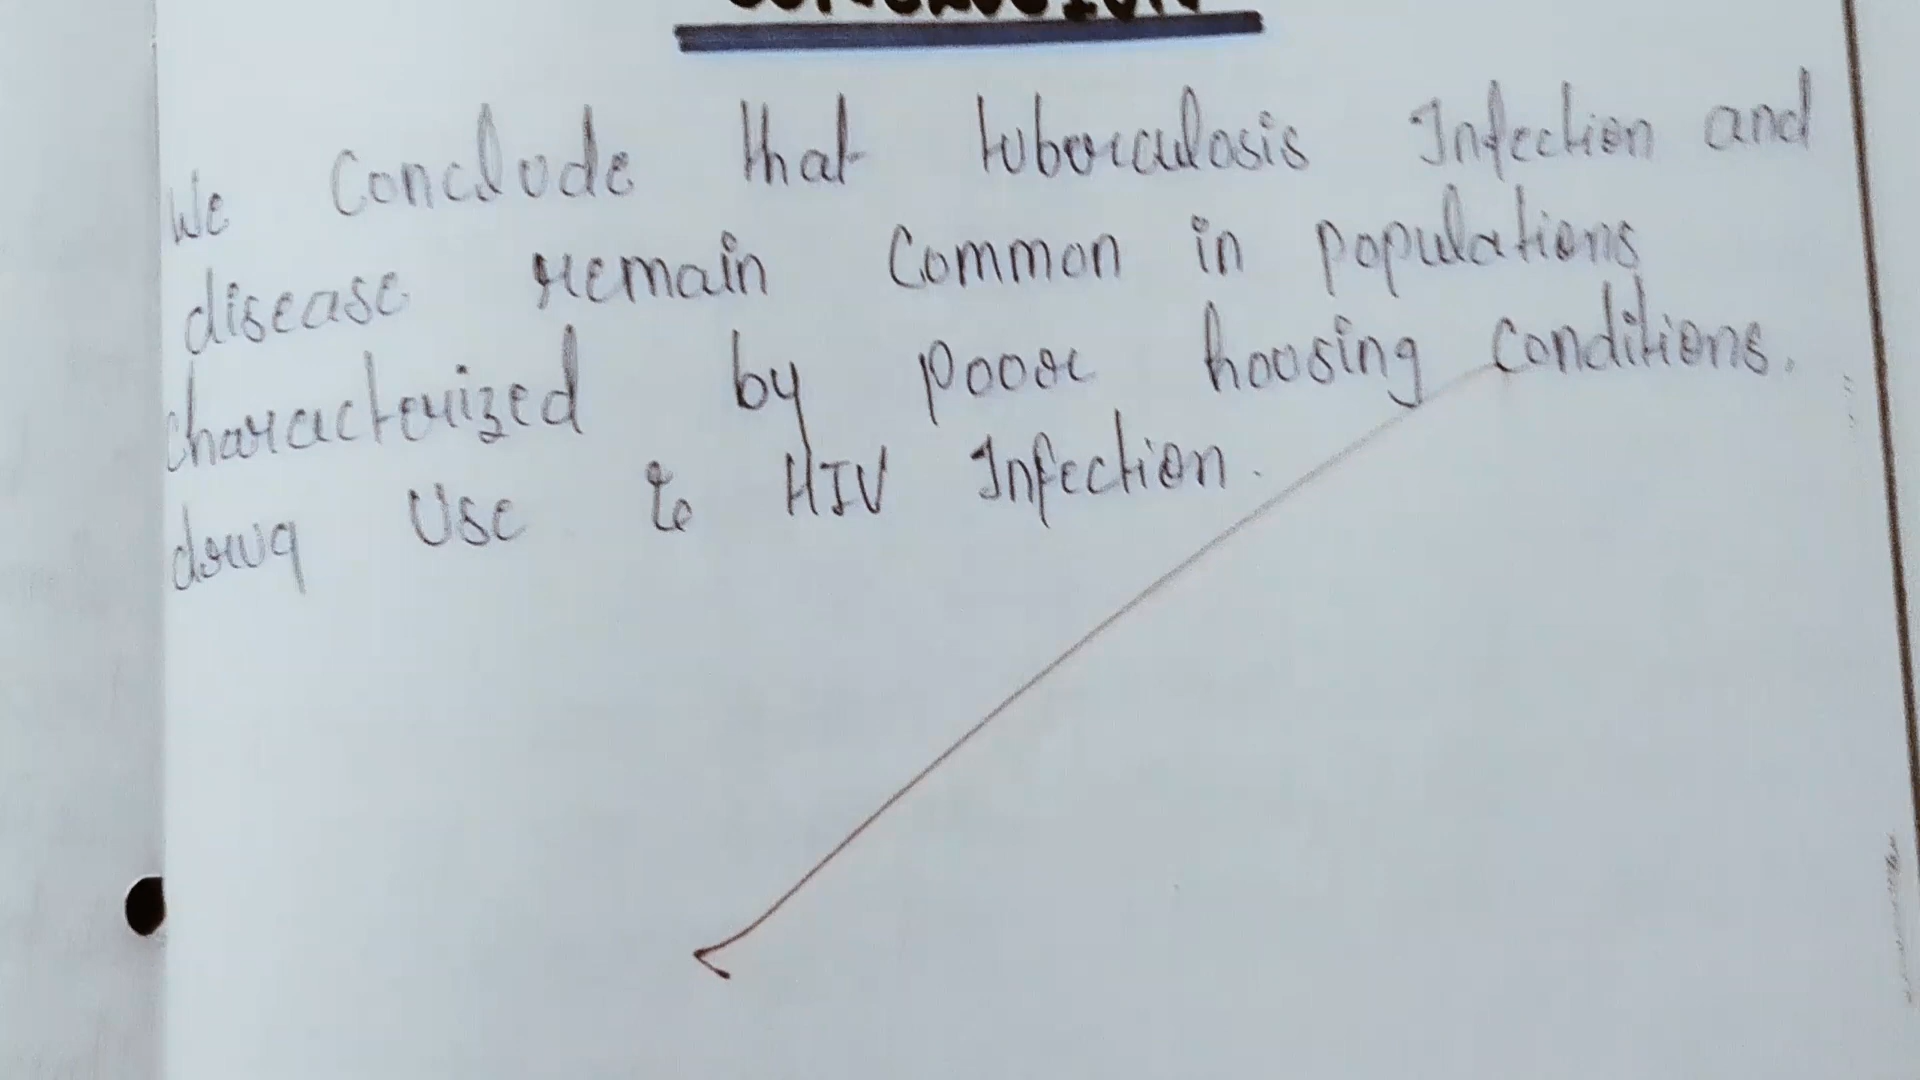 CONCLUSION
We Conclude that tuberculosis Infection and
disease remain Common in populations
characterized by poor housing Conditions.
drug Use to HIV Infection.